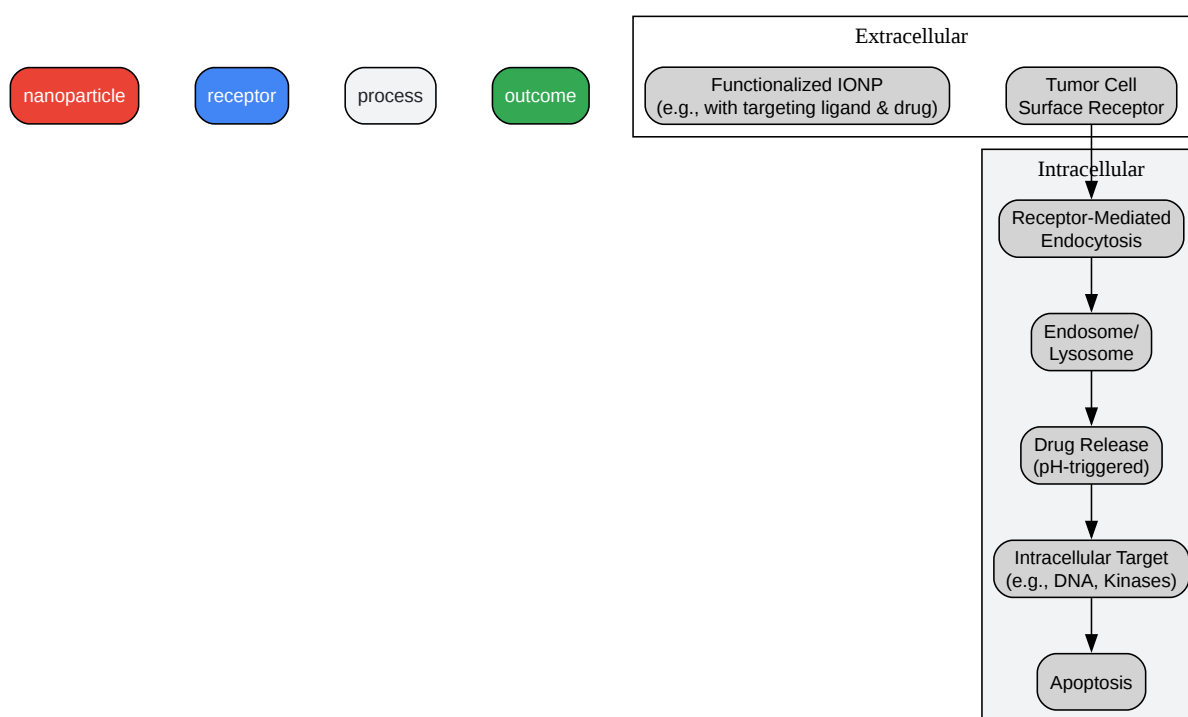 Extracellular
nanoparticle
receptor
process
outcome
Functionalized IONP
(e.g., with targeting ligand & drug)
Tumor Cell
Surface Receptor
Intracellular
Receptor-Mediated
Endocytosis
Endosome/
Lysosome
Drug Release
(pH-triggered)
Intracellular Target
(e.g., DNA, Kinases)
Apoptosis